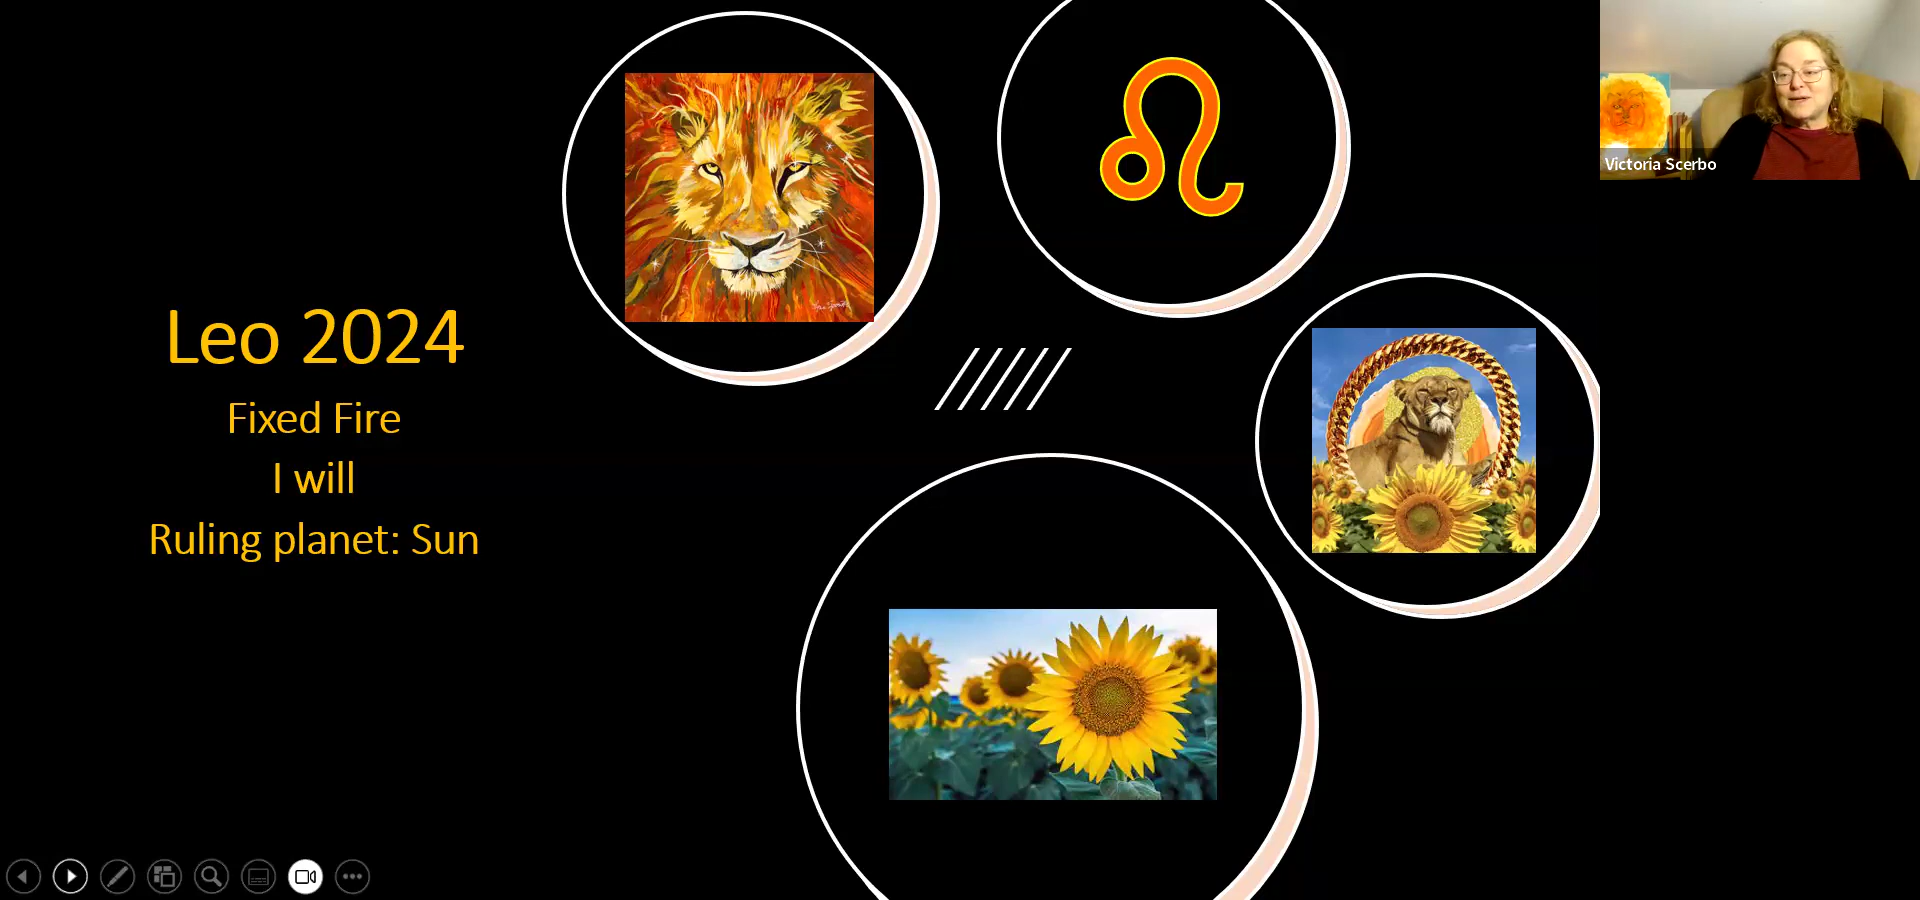 Leo 2024
Fixed Fire
I will
Ruling planet: Sun
Victoria Scerbo